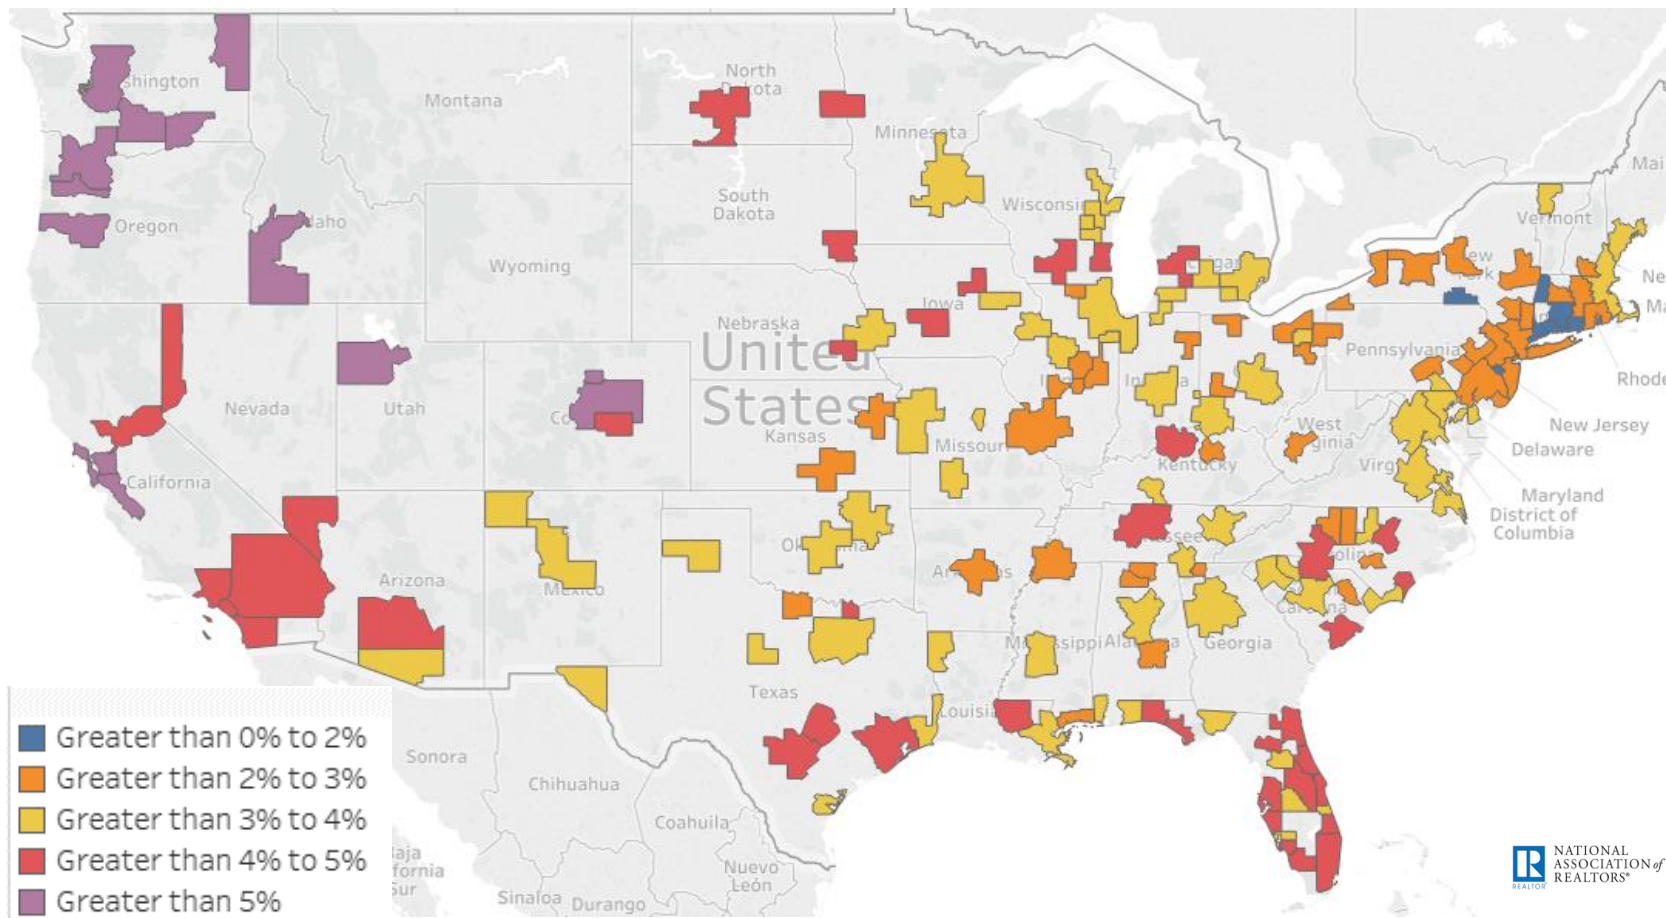 North
Montana
Minnesota
South
Dakota
Wisconsin
Vermont
Oregon
Wyoming
Iowa
Nebraska
United
States
Pennsylvania
Rhode
Nevada
Utah
Kansas
Missouri
West
New Jersey
Delaware
Kentucky
California
Maryland
District of
Columbia
Arizona
Georgia
Texas
Sonora
Chihuahua
Coahuila
Nuevo
León
Sinaloa
Durango
Greater than 0% to 2%
Greater than 2% to 3%
Greater than 3% to 4%
Greater than 4% to 5%
Greater than 5%
REALTOR
NATIONAL
ASSOCIATION of
REALTORS®